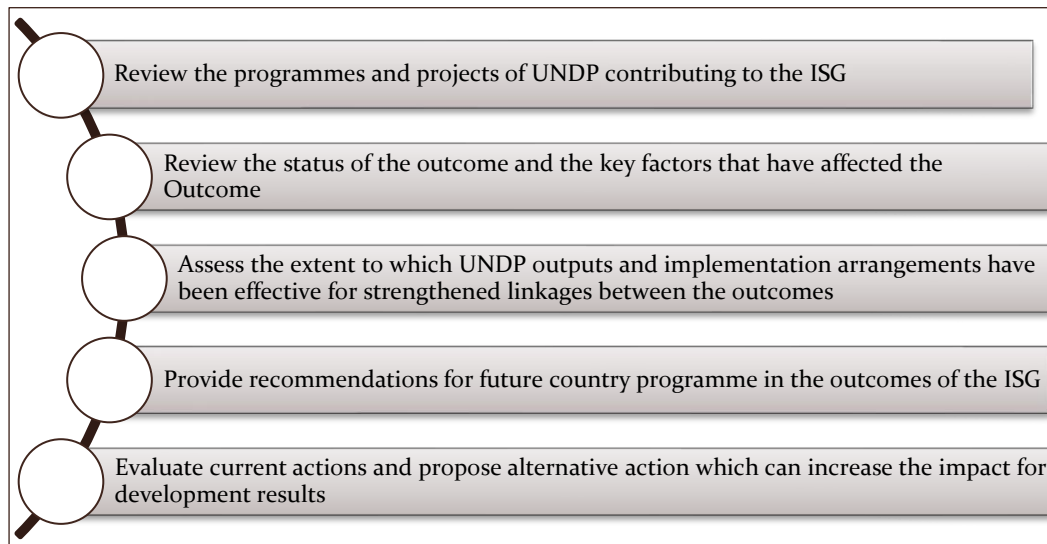 Review the programmes and projects of UNDP contributing to the ISG
Review the status of the outcome and the key factors that have affected the
Outcome
Assess the extent to which UNDP outputs and implementation arrangements have
been effective for strengthened linkages between the outcomes
Provide recommendations for future country programme in the outcomes of the ISG
Evaluate current actions and propose alternative action which can increase the impact for
development results